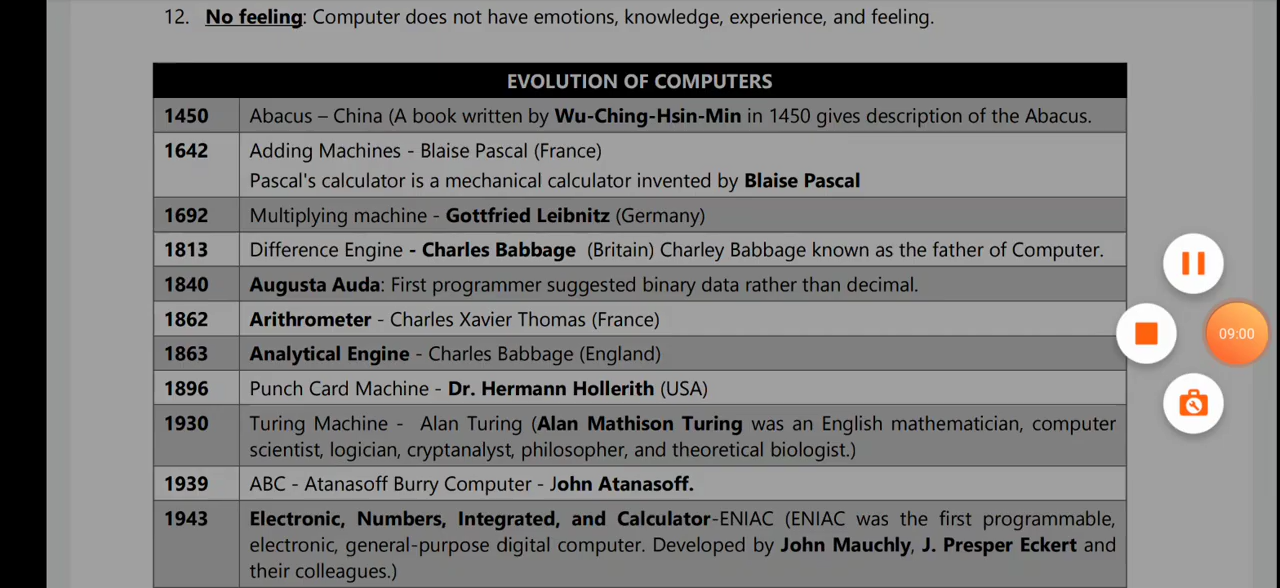 12. No feeling: Computer does not have emotions, knowledge, experience, and feeling.
EVOLUTION OF COMPUTERS
1450 Abacus – China (A book written by Wu-Ching-Hsin-Min in 1450 gives description of the Abacus.
1642 Adding Machines - Blaise Pascal (France)
Pascal's calculator is a mechanical calculator invented by Blaise Pascal
1692 Multiplying machine - Gottfried Leibnitz (Germany)
1813 Difference Engine - Charles Babbage (Britain) Charley Babbage known as the father of Computer.
1840 Augusta Auda: First programmer suggested binary data rather than decimal.
1862 Arithrometer - Charles Xavier Thomas (France)
1863 Analytical Engine - Charles Babbage (England)
1896 Punch Card Machine - Dr. Hermann Hollerith (USA)
1930 Turing Machine - Alan Turing (Alan Mathison Turing was an English mathematician, computer
scientist, logician, cryptanalyst, philosopher, and theoretical biologist.)
1939 ABC - Atanasoff Burry Computer - John Atanasoff.
1943 Electronic, Numbers, Integrated, and Calculator-ENIAC (ENIAC was the first programmable,
electronic, general-purpose digital computer. Developed by John Mauchly, J. Presper Eckert and
their colleagues.)
09:00